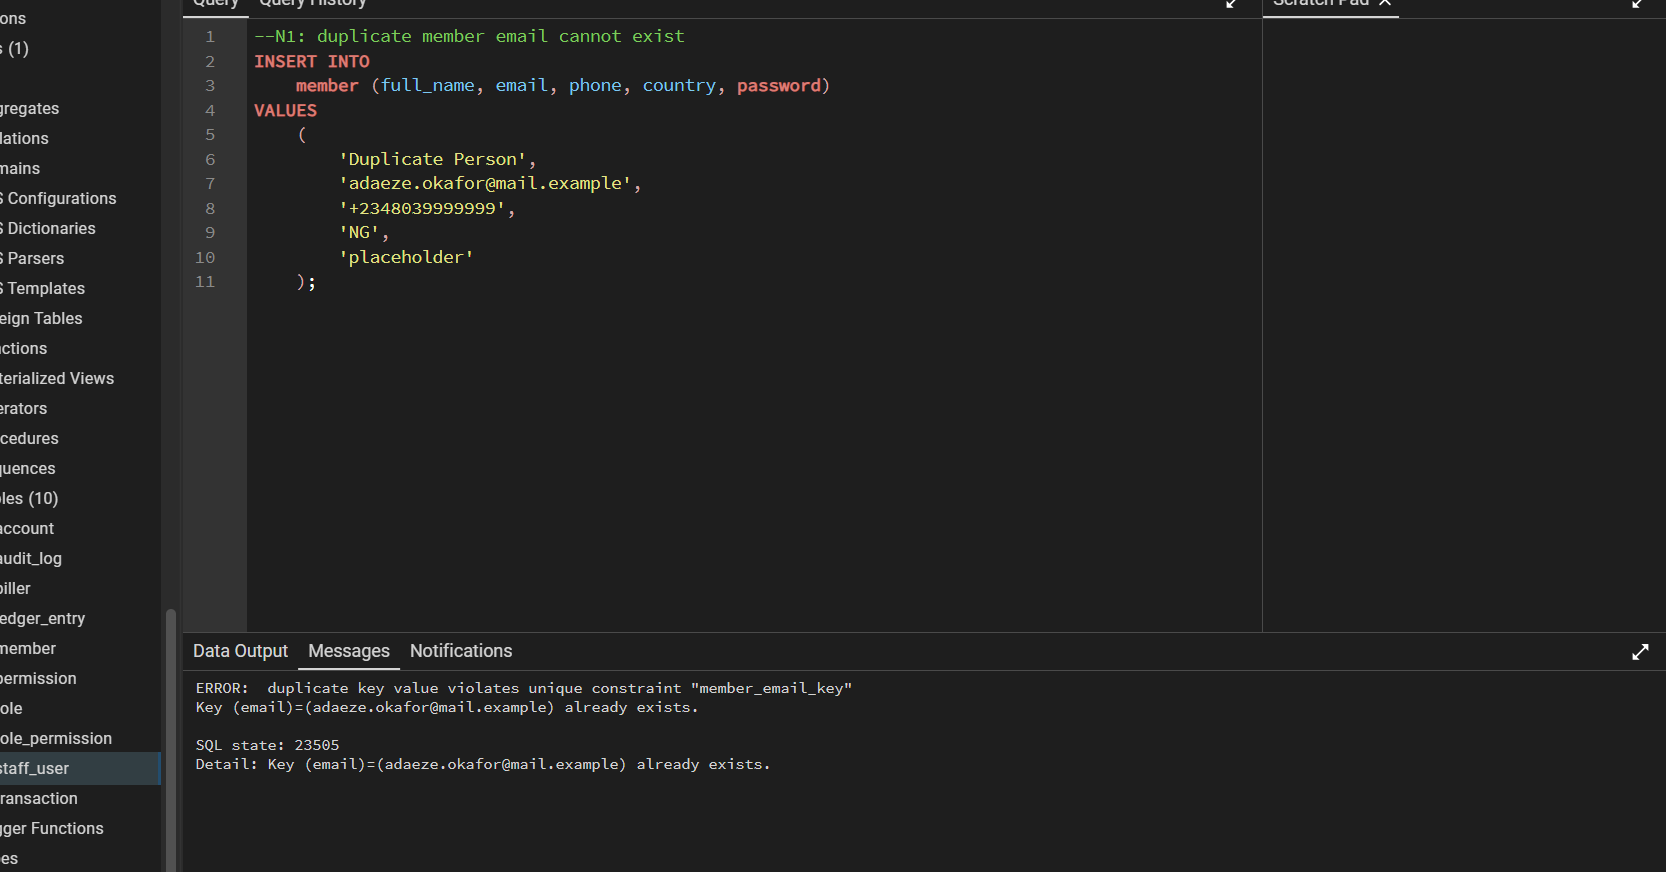 ons
s (1)
gregates
lations
mains
S Configurations
S Dictionaries
S Parsers
S Templates
eign Tables
ctions
terialized Views
erators
cedures
quences
les (10)
account
audit_log
biller
edger_entry
member
permission
ole
ole_permission
staff_user
ransaction
gger Functions
es
Query Query History
Scratch Pad
1 --N1: duplicate member email cannot exist
2 INSERT INTO
3 member (full_name, email, phone, country, password)
4 VALUES
5 (
6 'Duplicate Person',
7 'adaeze.okafor@mail.example',
8 '+2348039999999',
9 'NG',
10 'placeholder'
11 );
Data Output Messages Notifications
ERROR:  duplicate key value violates unique constraint "member_email_key"
Key (email)=(adaeze.okafor@mail.example) already exists.
SQL state: 23505
Detail: Key (email)=(adaeze.okafor@mail.example) already exists.